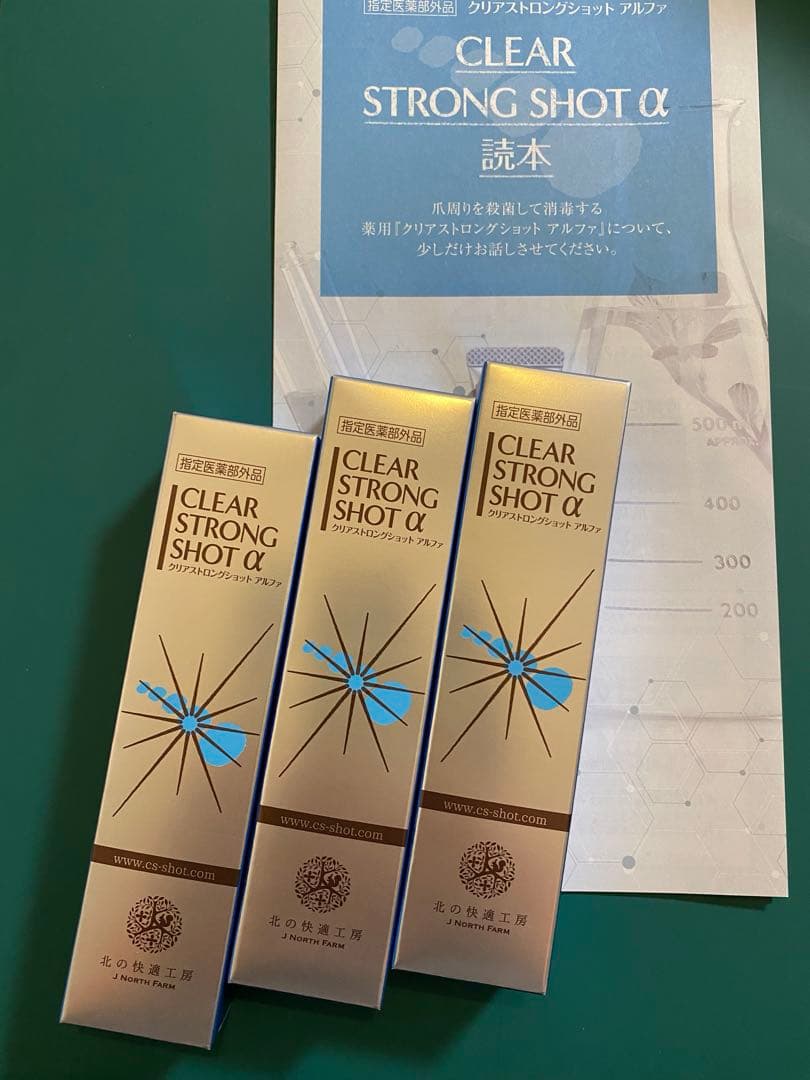 指定医薬部外品 クリアストロングショット アルファ
CLEAR
STRONG SHOT α
読本
爪周りを殺菌して消毒する
薬用『クリアストロングショット アルファ』について、
少しだけお話しさせてください。
500
400
300
200
指定医薬部外品
CLEAR
STRONG
SHOT α
クリアストロングショット アルファ
www.cs-shot.com
北の快適工房
J NORTH FARM
指定医薬部外品
CLEAR
STRONG
SHOT α
クリアストロングショット アルファ
www.cs-shot.com
北の快適工房
J NORTH FARM
指定医薬部外品
CLEAR
STRONG
SHOT α
クリアストロングショット アルファ
www.cs-shot.com
北の快適工房
J NORTH FARM